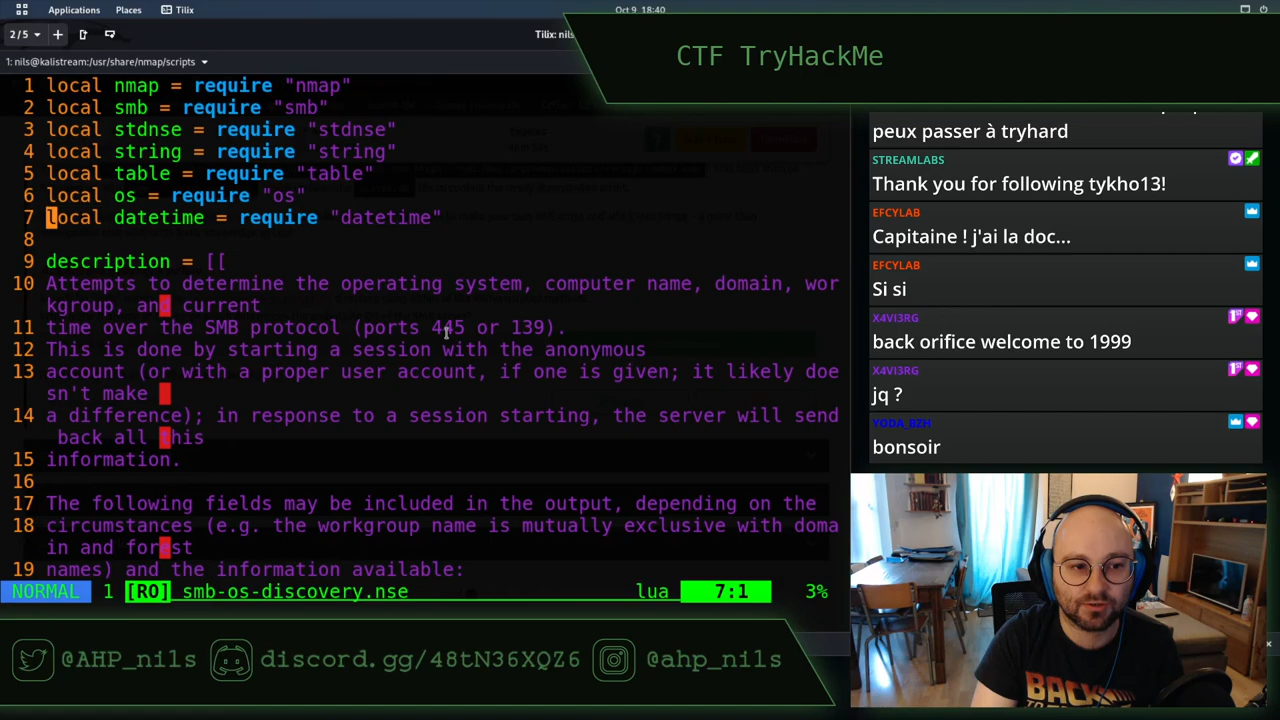 Applications Places Tilix Oct 9 18:40
2/5
Tilix: nils
1: nils@kalistream:/usr/share/nmap/scripts
CTF TryHackMe
1 local nmap = require "nmap"
2 local smb = require "smb"
3 local stdnse = require "stdnse"
4 local string = require "string"
5 local table = require "table"
6 local os = require "os"
7 local datetime = require "datetime"
8
9 description = [[
10 Attempts to determine the operating system, computer name, domain, wor
kgroup, and current
11 time over the SMB protocol (ports 445 or 139).
12 This is done by starting a session with the anonymous
13 account (or with a proper user account, if one is given; it likely doe
sn't make
14 a difference); in response to a session starting, the server will send
back all this
15 information.
16
17 The following fields may be included in the output, depending on the
18 circumstances (e.g. the workgroup name is mutually exclusive with doma
in and forest
19 names) and the information available:
NORMAL 1 [RO] smb-os-discovery.nse lua 7:1 3%
peux passer à tryhard
STREAMLABS
Thank you for following tykho13!
EFCYLAB
Capitaine ! j'ai la doc...
EFCYLAB
Si si
X4VI3RG
back orifice welcome to 1999
X4VI3RG
jq ?
YODA_BZH
bonsoir
@AHP_nils discord.gg/48tN36XQZ6 @ahp_nils